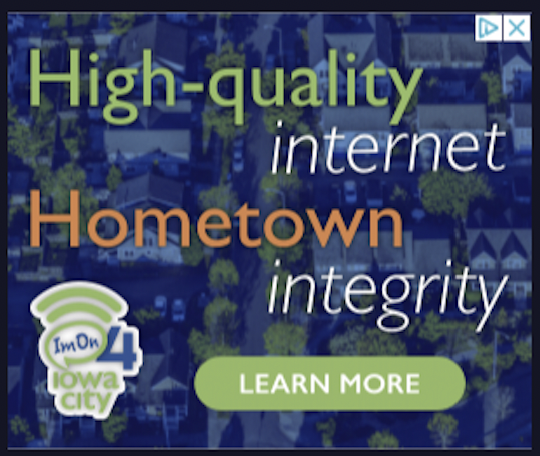 High-quality
internet
Hometown
integrity
ImOn 4
iowa
city
LEARN MORE